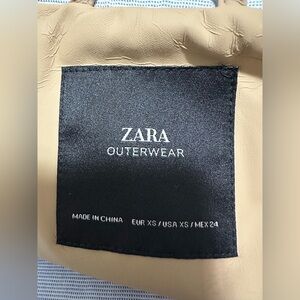 ZARA
OUTERWEAR
MADE IN CHINA EUR XS / USA XS / MEX 24